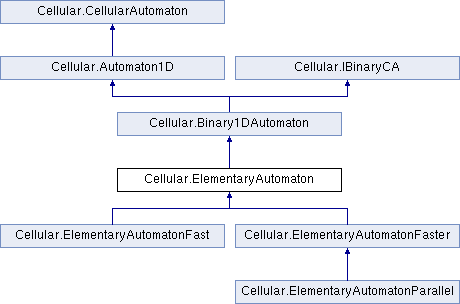 Cellular.CellularAutomaton
Cellular.Automaton1D
Cellular.IBinaryCA
Cellular.Binary1DAutomaton
Cellular.ElementaryAutomaton
Cellular.ElementaryAutomatonFast
Cellular.ElementaryAutomatonFaster
Cellular.ElementaryAutomatonParallel